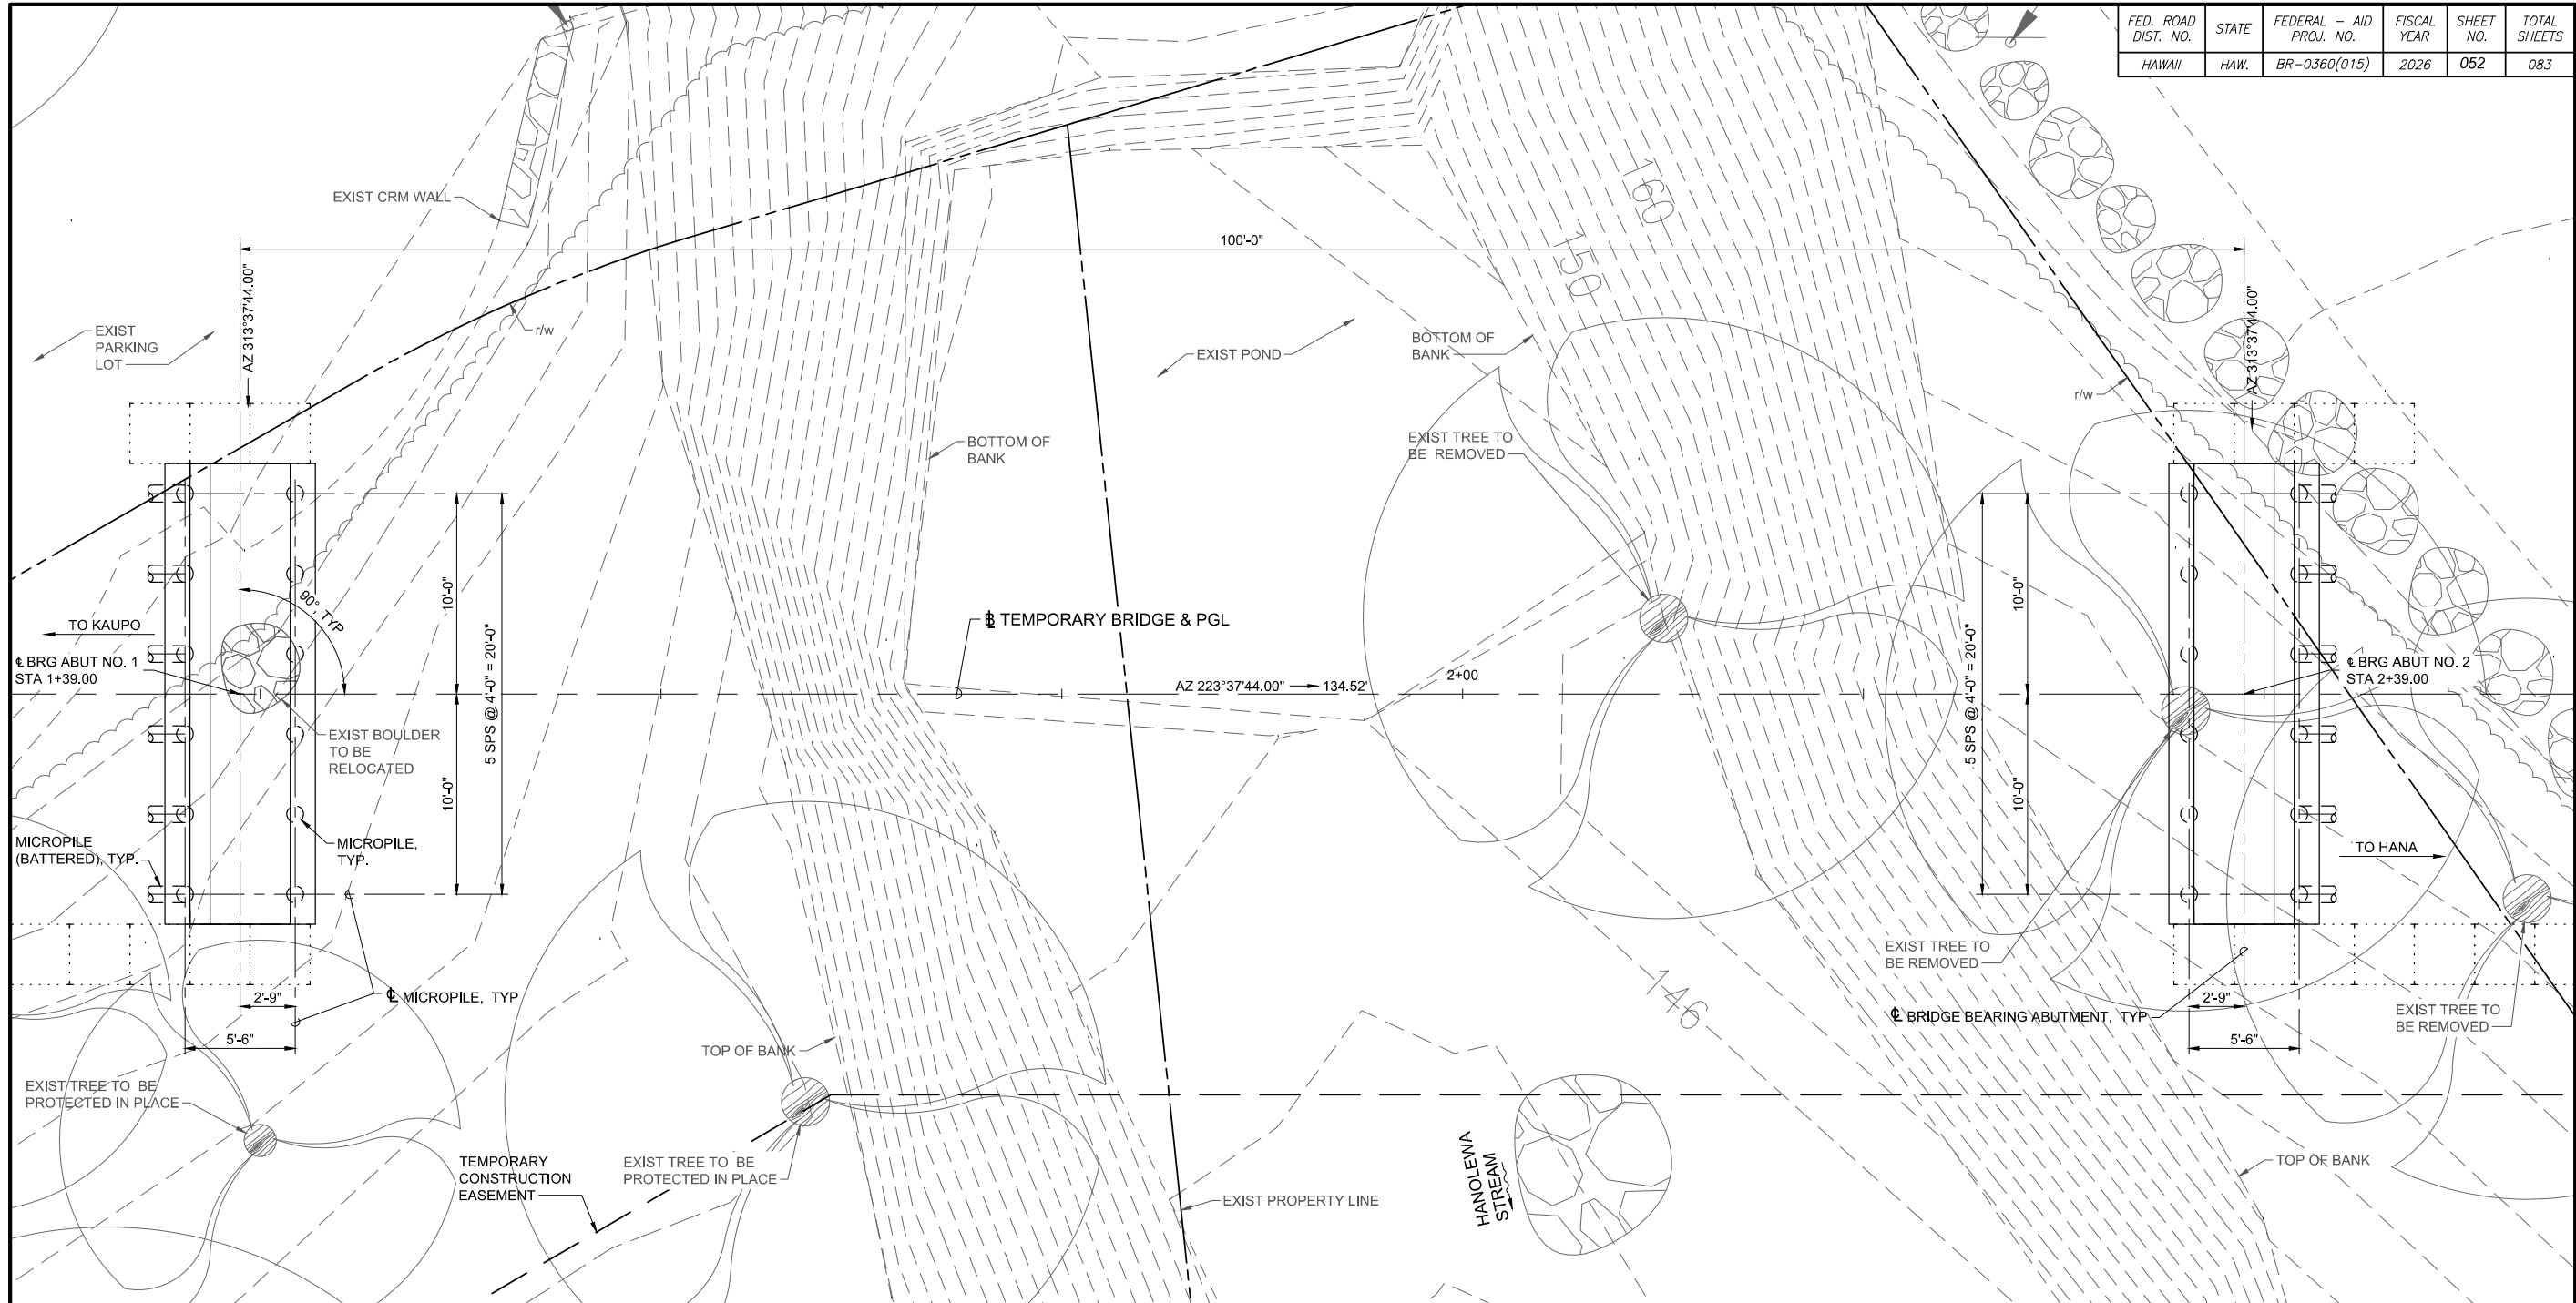 FED. ROAD DIST. NO.
STATE
FEDERAL – AID PROJ. NO.
FISCAL YEAR
SHEET NO.
TOTAL SHEETS
HAWAII
HAW.
BR-0360(015)
2026
052
083
EXIST CRM WALL
160
150
100'-0"
AZ 313°37'44.00"
AZ 313°37'44.00"
EXIST
PARKING
LOT
r/w
EXIST POND
BOTTOM OF
BANK
r/w
BOTTOM OF
BANK
EXIST TREE TO
BE REMOVED
90°, TYP
10'-0"
5 SPS @ 4'-0" = 20'-0"
10'-0"
TO KAUPO
℄ BRG ABUT NO. 1
STA 1+39.00
EXIST BOULDER
TO BE
RELOCATED
B TEMPORARY BRIDGE & PGL
AZ 223°37'44.00"
134.52'
2+00
10'-0"
5 SPS @ 4'-0" = 20'-0"
10'-0"
℄ BRG ABUT NO. 2
STA 2+39.00
MICROPILE
(BATTERED), TYP.
MICROPILE,
TYP.
TO HANA
EXIST TREE TO
BE REMOVED
2'-9"
℄ MICROPILE, TYP
5'-6"
146
2'-9"
℄ BRIDGE BEARING ABUTMENT, TYP
5'-6"
EXIST TREE TO
BE REMOVED
TOP OF BANK
EXIST TREE TO BE
PROTECTED IN PLACE
TEMPORARY
CONSTRUCTION
EASEMENT
EXIST TREE TO BE
PROTECTED IN PLACE
EXIST PROPERTY LINE
HANOLEWA
STREAM
TOP OF BANK